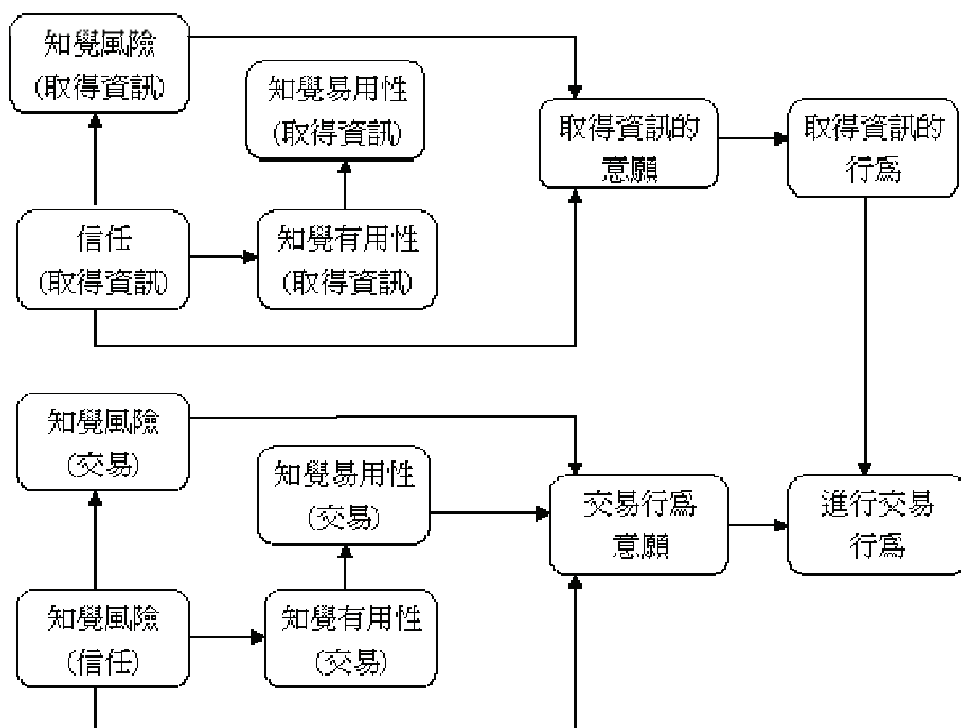 知覺風險
(取得資訊)
知覺易用性
(取得資訊)
取得資訊的
意願
取得資訊的
行為
信任
(取得資訊)
知覺有用性
(取得資訊)
知覺風險
(交易)
知覺易用性
(交易)
交易行為
意願
進行交易
行為
知覺風險
(信任)
知覺有用性
(交易)